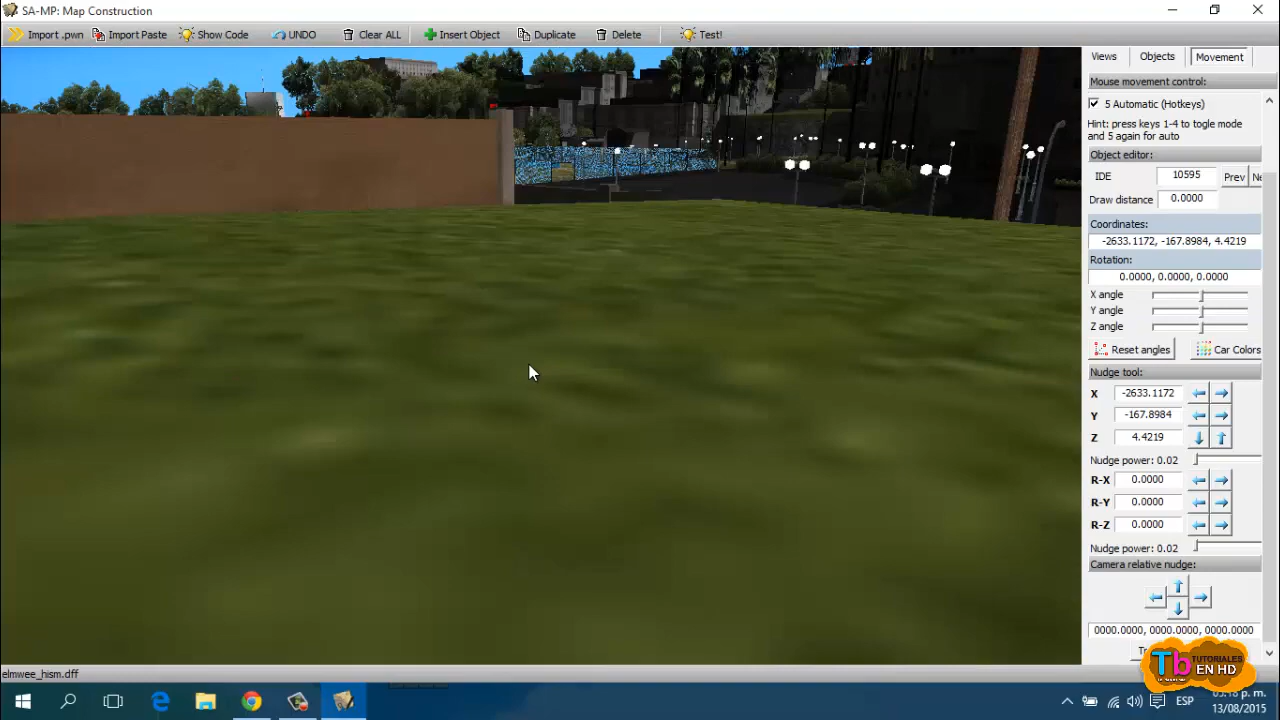 SA-MP: Map Construction
Import .pwn Import Paste Show Code UNDO Clear ALL Insert Object Duplicate Delete Test!
Views Objects Movement
Mouse movement control:
5 Automatic (Hotkeys)
Hint: press keys 1-4 to togle mode
and 5 again for auto
Object editor:
IDE 10595 Prev Ne
Draw distance 0.0000
Coordinates:
-2633.1172, -167.8984, 4.4219
Rotation:
0.0000, 0.0000, 0.0000
X angle
Y angle
Z angle
Reset angles Car Colors
Nudge tool:
X -2633.1172
Y -167.8984
Z 4.4219
Nudge power: 0.02
R-X 0.0000
R-Y 0.0000
R-Z 0.0000
Nudge power: 0.02
Camera relative nudge:
0000.0000, 0000.0000, 0000.0000
Tb TUTORIALES
EN HD
elmwee_hism.dff
ESP
05:18 p. m.
13/08/2015